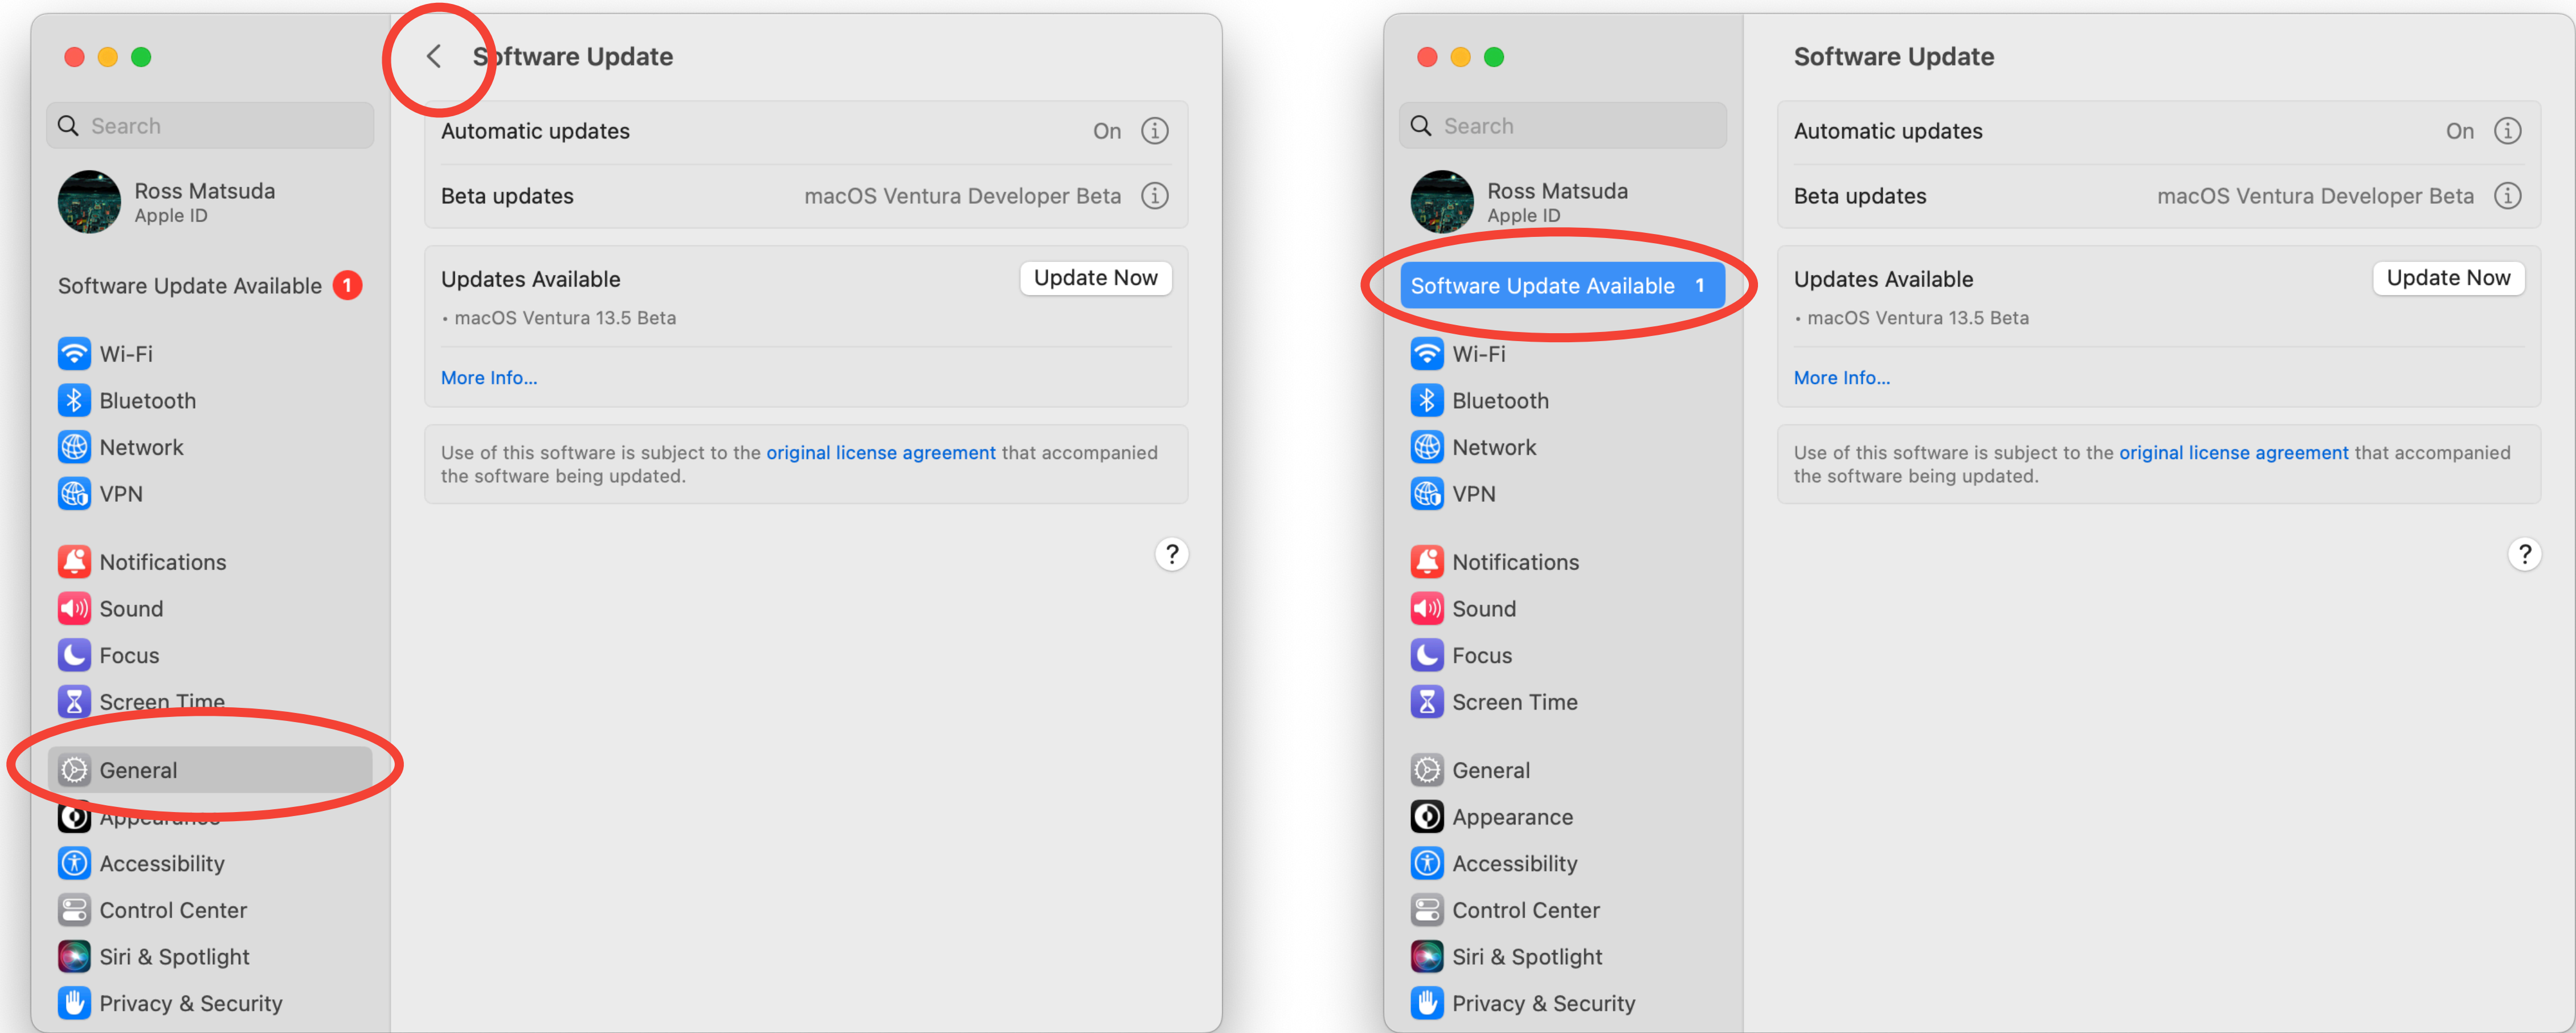 Software Update
Search
Ross Matsuda
Apple ID
Software Update Available 1
Wi-Fi
Bluetooth
Network
VPN
Notifications
Sound
Focus
Screen Time
General
Appearance
Accessibility
Control Center
Siri & Spotlight
Privacy & Security
Automatic updates On
Beta updates macOS Ventura Developer Beta
Updates Available Update Now
• macOS Ventura 13.5 Beta
More Info...
Use of this software is subject to the original license agreement that accompanied
the software being updated.
?
Software Update
Search
Ross Matsuda
Apple ID
Software Update Available 1
Wi-Fi
Bluetooth
Network
VPN
Notifications
Sound
Focus
Screen Time
General
Appearance
Accessibility
Control Center
Siri & Spotlight
Privacy & Security
Automatic updates On
Beta updates macOS Ventura Developer Beta
Updates Available Update Now
• macOS Ventura 13.5 Beta
More Info...
Use of this software is subject to the original license agreement that accompanied
the software being updated.
?